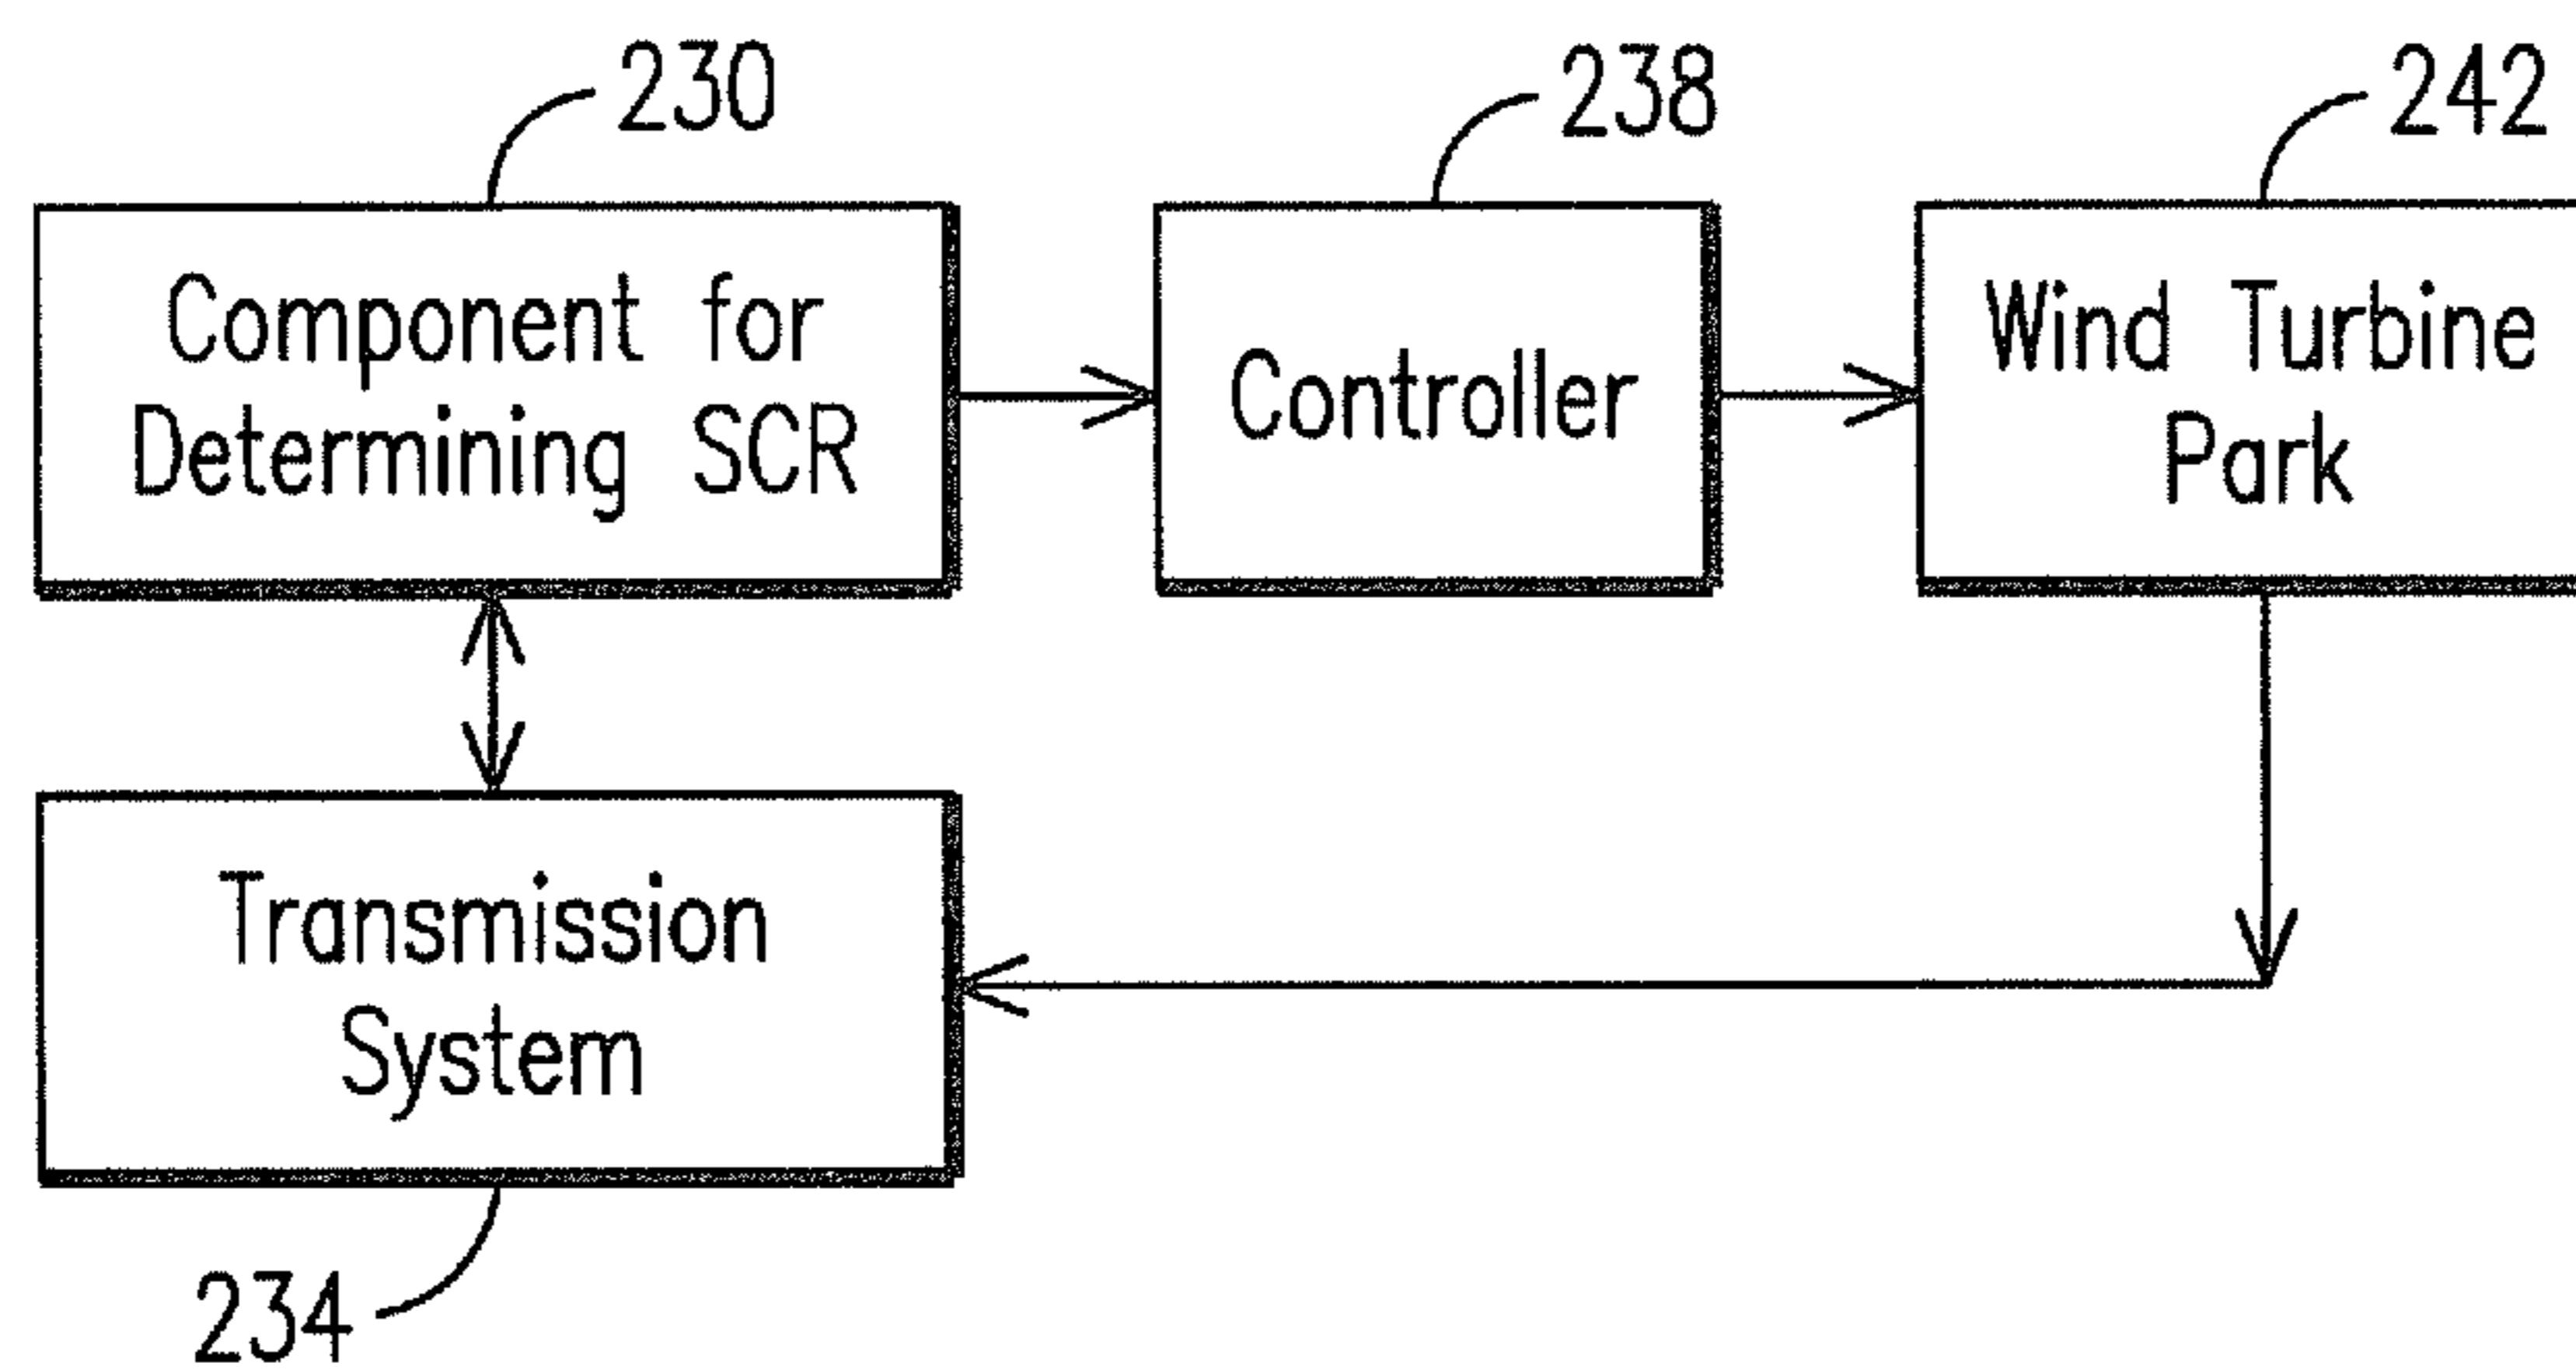 230
238
242
Component for
Determining SCR
Controller
Wind Turbine
Park
Transmission
System
234